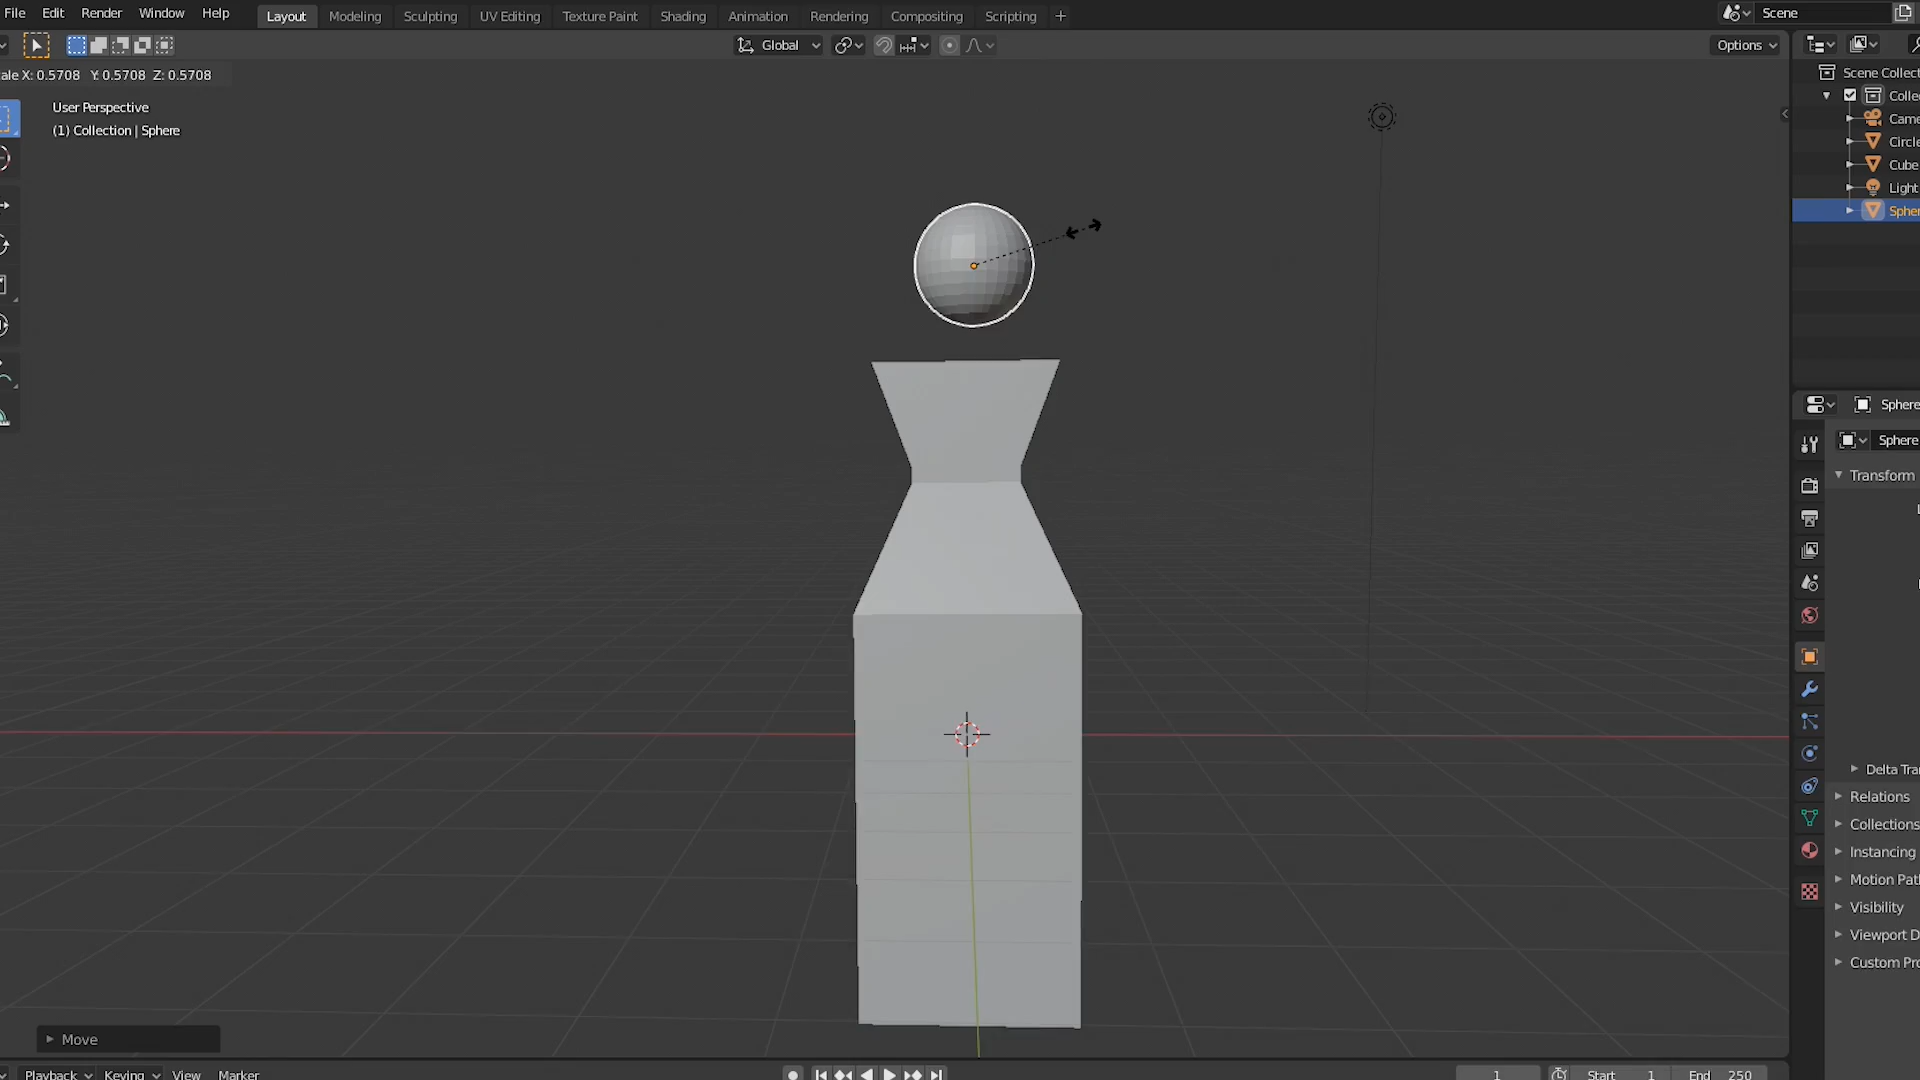 File Edit Render Window Help Layout Modeling Sculpting UV Editing Texture Paint Shading Animation Rendering Compositing Scripting + Scene
Global Options
ale X: 0.5708 Y: 0.5708 Z: 0.5708
User Perspective
(1) Collection | Sphere
Scene Collect
Colle
Came
Circle
Cube
Light
Spher
Sphere
Sphere
Transform
Delta Tra
Relations
Collections
Instancing
Motion Pat
Visibility
Viewport D
Custom Pro
Move
Playback Keying View Marker 1 Start 1 End 250